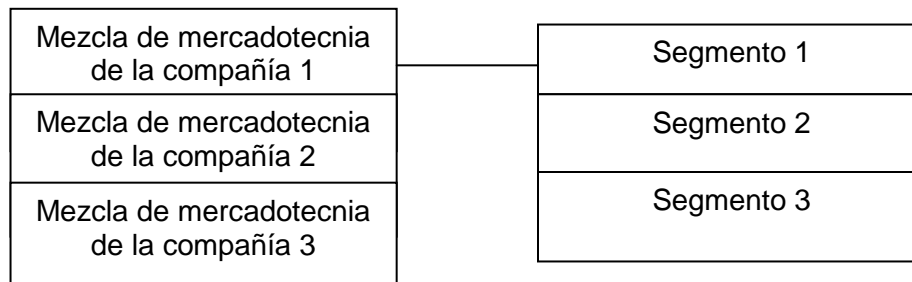 Mezcla de mercadotecnia
de la compañía 1
Segmento 1
Mezcla de mercadotecnia
de la compañía 2
Segmento 2
Mezcla de mercadotecnia
de la compañía 3
Segmento 3